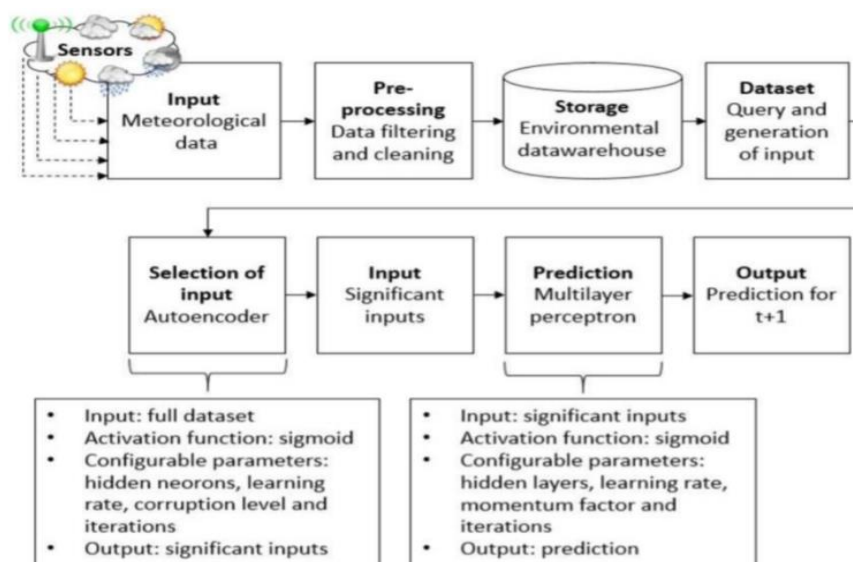 Sensors
Input
Meteorological
data
Pre-
processing
Data filtering
and cleaning
Storage
Environmental
datawarehouse
Dataset
Query and
generation
of input
Selection of
input
Autoencoder
Input
Significant
inputs
Prediction
Multilayer
perceptron
Output
Prediction for
t+1
• Input: full dataset
• Activation function: sigmoid
• Configurable parameters:
hidden neorons, learning
rate, corruption level and
iterations
• Output: significant inputs
• Input: significant inputs
• Activation function: sigmoid
• Configurable parameters:
hidden layers, learning rate,
momentum factor and
iterations
• Output: prediction